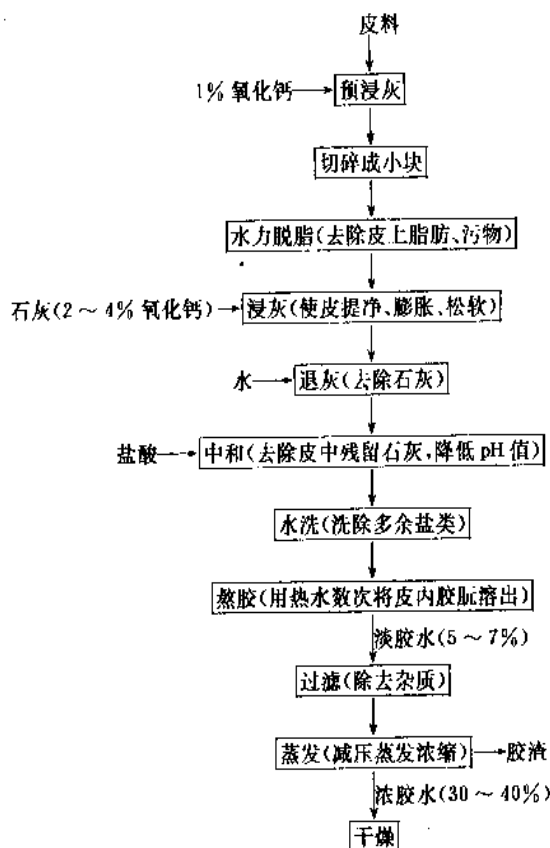 皮料
1% 氧化钙
预浸灰
切碎成小块
水力脱脂(去除皮上脂肪、污物)
石灰(2～4% 氧化钙)
浸灰(使皮提净、膨胀、松软)
水
退灰(去除石灰)
盐酸
中和(去除皮中残留石灰,降低 pH 值)
水洗(洗除多余盐类)
熬胶(用热水数次将皮内胶朊溶出)
淡胶水(5～7%)
过滤(除去杂质)
蒸发(减压蒸发浓缩)
胶渣
浓胶水(30～40%)
干燥